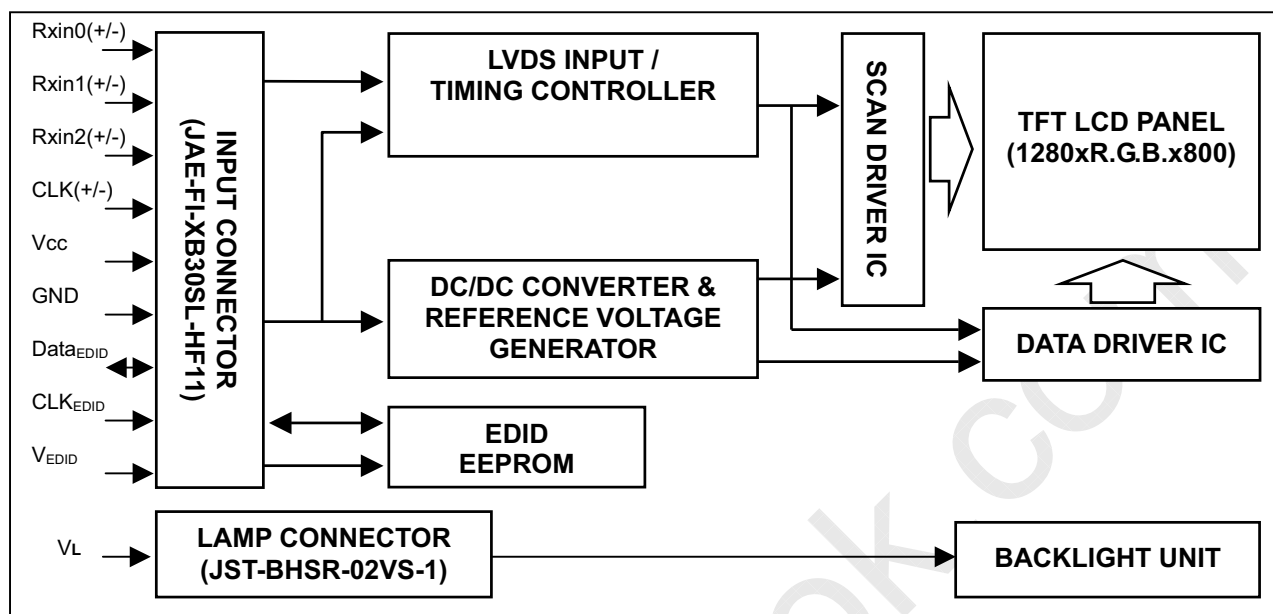 Rxin0(+/-)
Rxin1(+/-)
Rxin2(+/-)
CLK(+/-)
Vcc
GND
DataEDID
CLKEDID
VEDID
VL
INPUT CONNECTOR
(JAE-FI-XB30SL-HF11)
LVDS INPUT /
TIMING CONTROLLER
DC/DC CONVERTER &
REFERENCE VOLTAGE
GENERATOR
EDID
EEPROM
LAMP CONNECTOR
(JST-BHSR-02VS-1)
SCAN DRIVER IC
TFT LCD PANEL
(1280xR.G.B.x800)
DATA DRIVER IC
BACKLIGHT UNIT
ok com